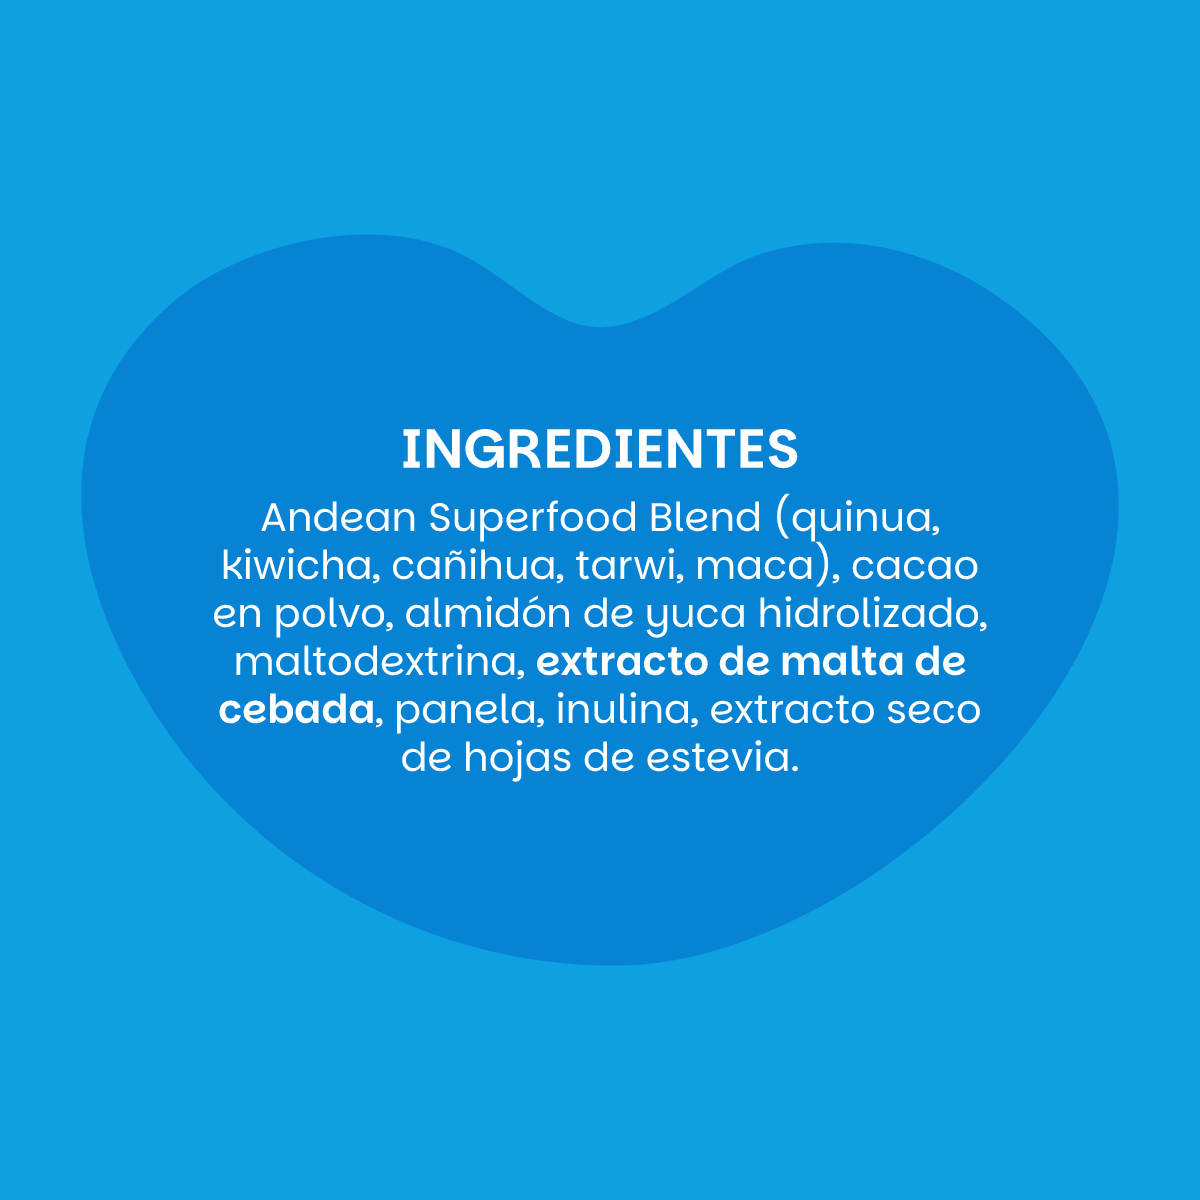 INGREDIENTES
Andean Superfood Blend (quinua,
kiwicha, cañihua, tarwi, maca), cacao
en polvo, almidón de yuca hidrolizado,
maltodextrina, extracto de malta de
cebada, panela, inulina, extracto seco
de hojas de estevia.